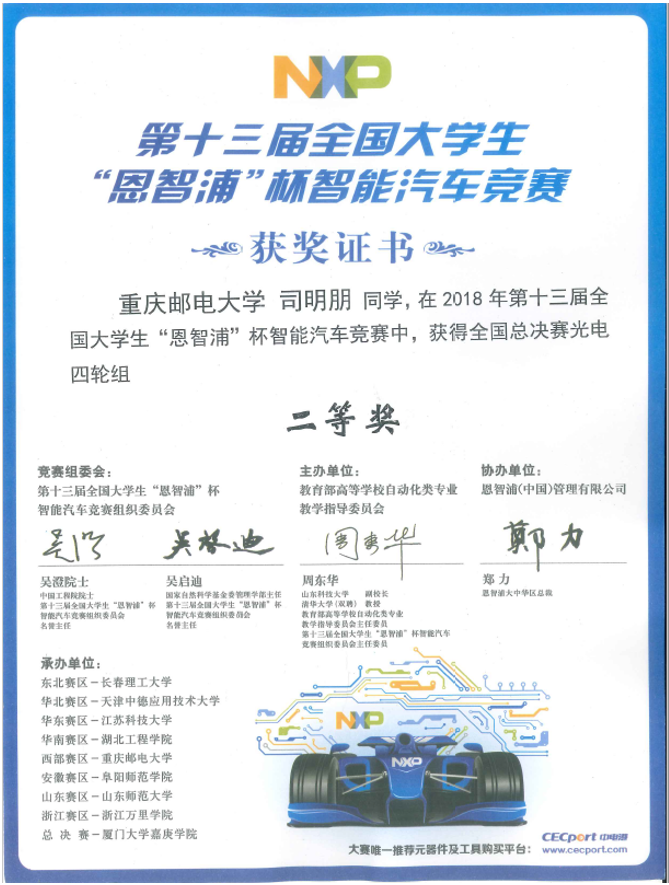 NXP
第十三届全国大学生
“恩智浦”杯智能汽车竞赛
获奖证书
重庆邮电大学 司明朋 同学，在 2018 年第十三届全
国大学生“恩智浦”杯智能汽车竞赛中，获得全国总决赛光电
四轮组
二等奖
竞赛组委会：
第十三届全国大学生“恩智浦”杯
智能汽车竞赛组织委员会
主办单位：
教育部高等学校自动化类专业
教学指导委员会
协办单位：
恩智浦(中国)管理有限公司
吴澄
吴启迪
周东华
郑力
吴澄院士
中国工程院院士
第十三届全国大学生“恩智浦”杯
智能汽车竞赛组织委员会
名誉主任
吴启迪
国家自然科学基金委管理学部主任
第十三届全国大学生“恩智浦”杯
智能汽车竞赛组织委员会
名誉主任
周东华
山东科技大学 副校长
清华大学(双聘) 教授
教育部高等学校自动化类专业
教学指导委员会主任委员
第十三届全国大学生“恩智浦”杯智能汽车
竞赛组织委员会主任委员
郑 力
恩智浦大中华区总裁
承办单位：
东北赛区－长春理工大学
华北赛区－天津中德应用技术大学
华东赛区－江苏科技大学
华南赛区－湖北工程学院
西部赛区－重庆邮电大学
安徽赛区－阜阳师范学院
山东赛区－山东师范大学
浙江赛区－浙江万里学院
总 决 赛－厦门大学嘉庚学院
NXP
NXP
大赛唯一推荐元器件及工具购买平台：
CECport 中电港
www.cecport.com